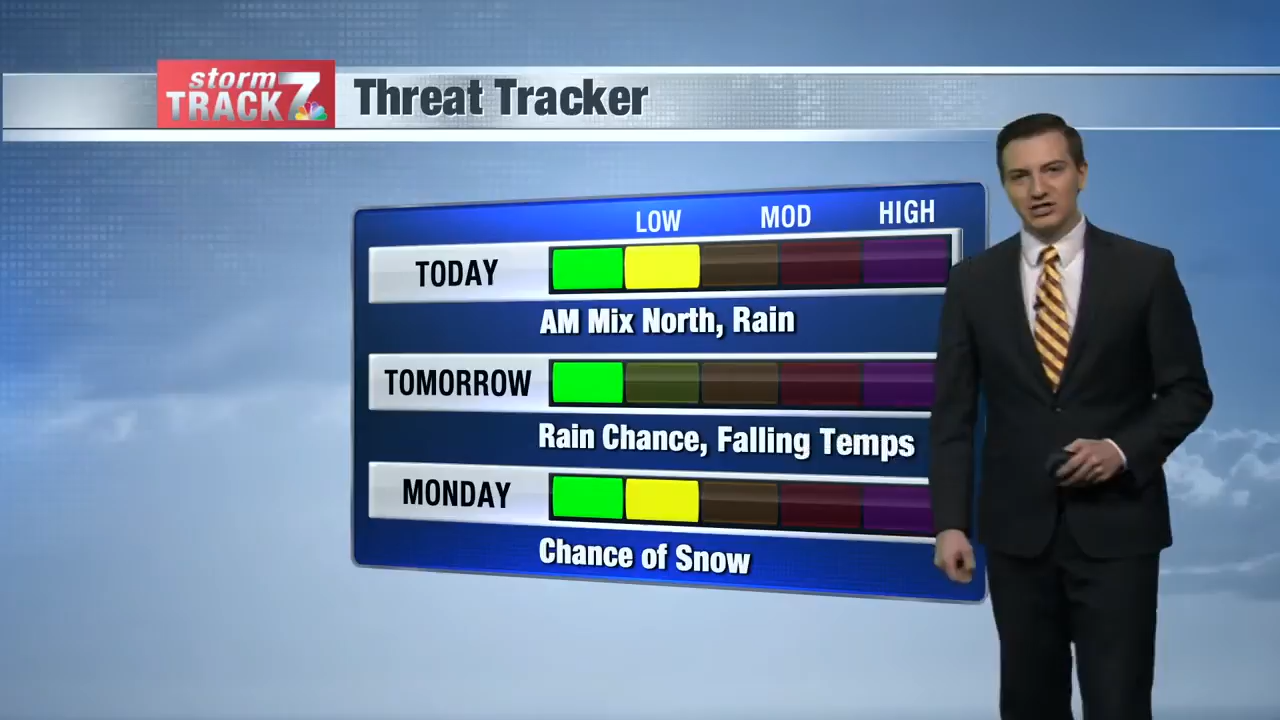 storm
TRACK 7
Threat Tracker
LOW MOD HIGH
TODAY
AM Mix North, Rain
TOMORROW
Rain Chance, Falling Temps
MONDAY
Chance of Snow